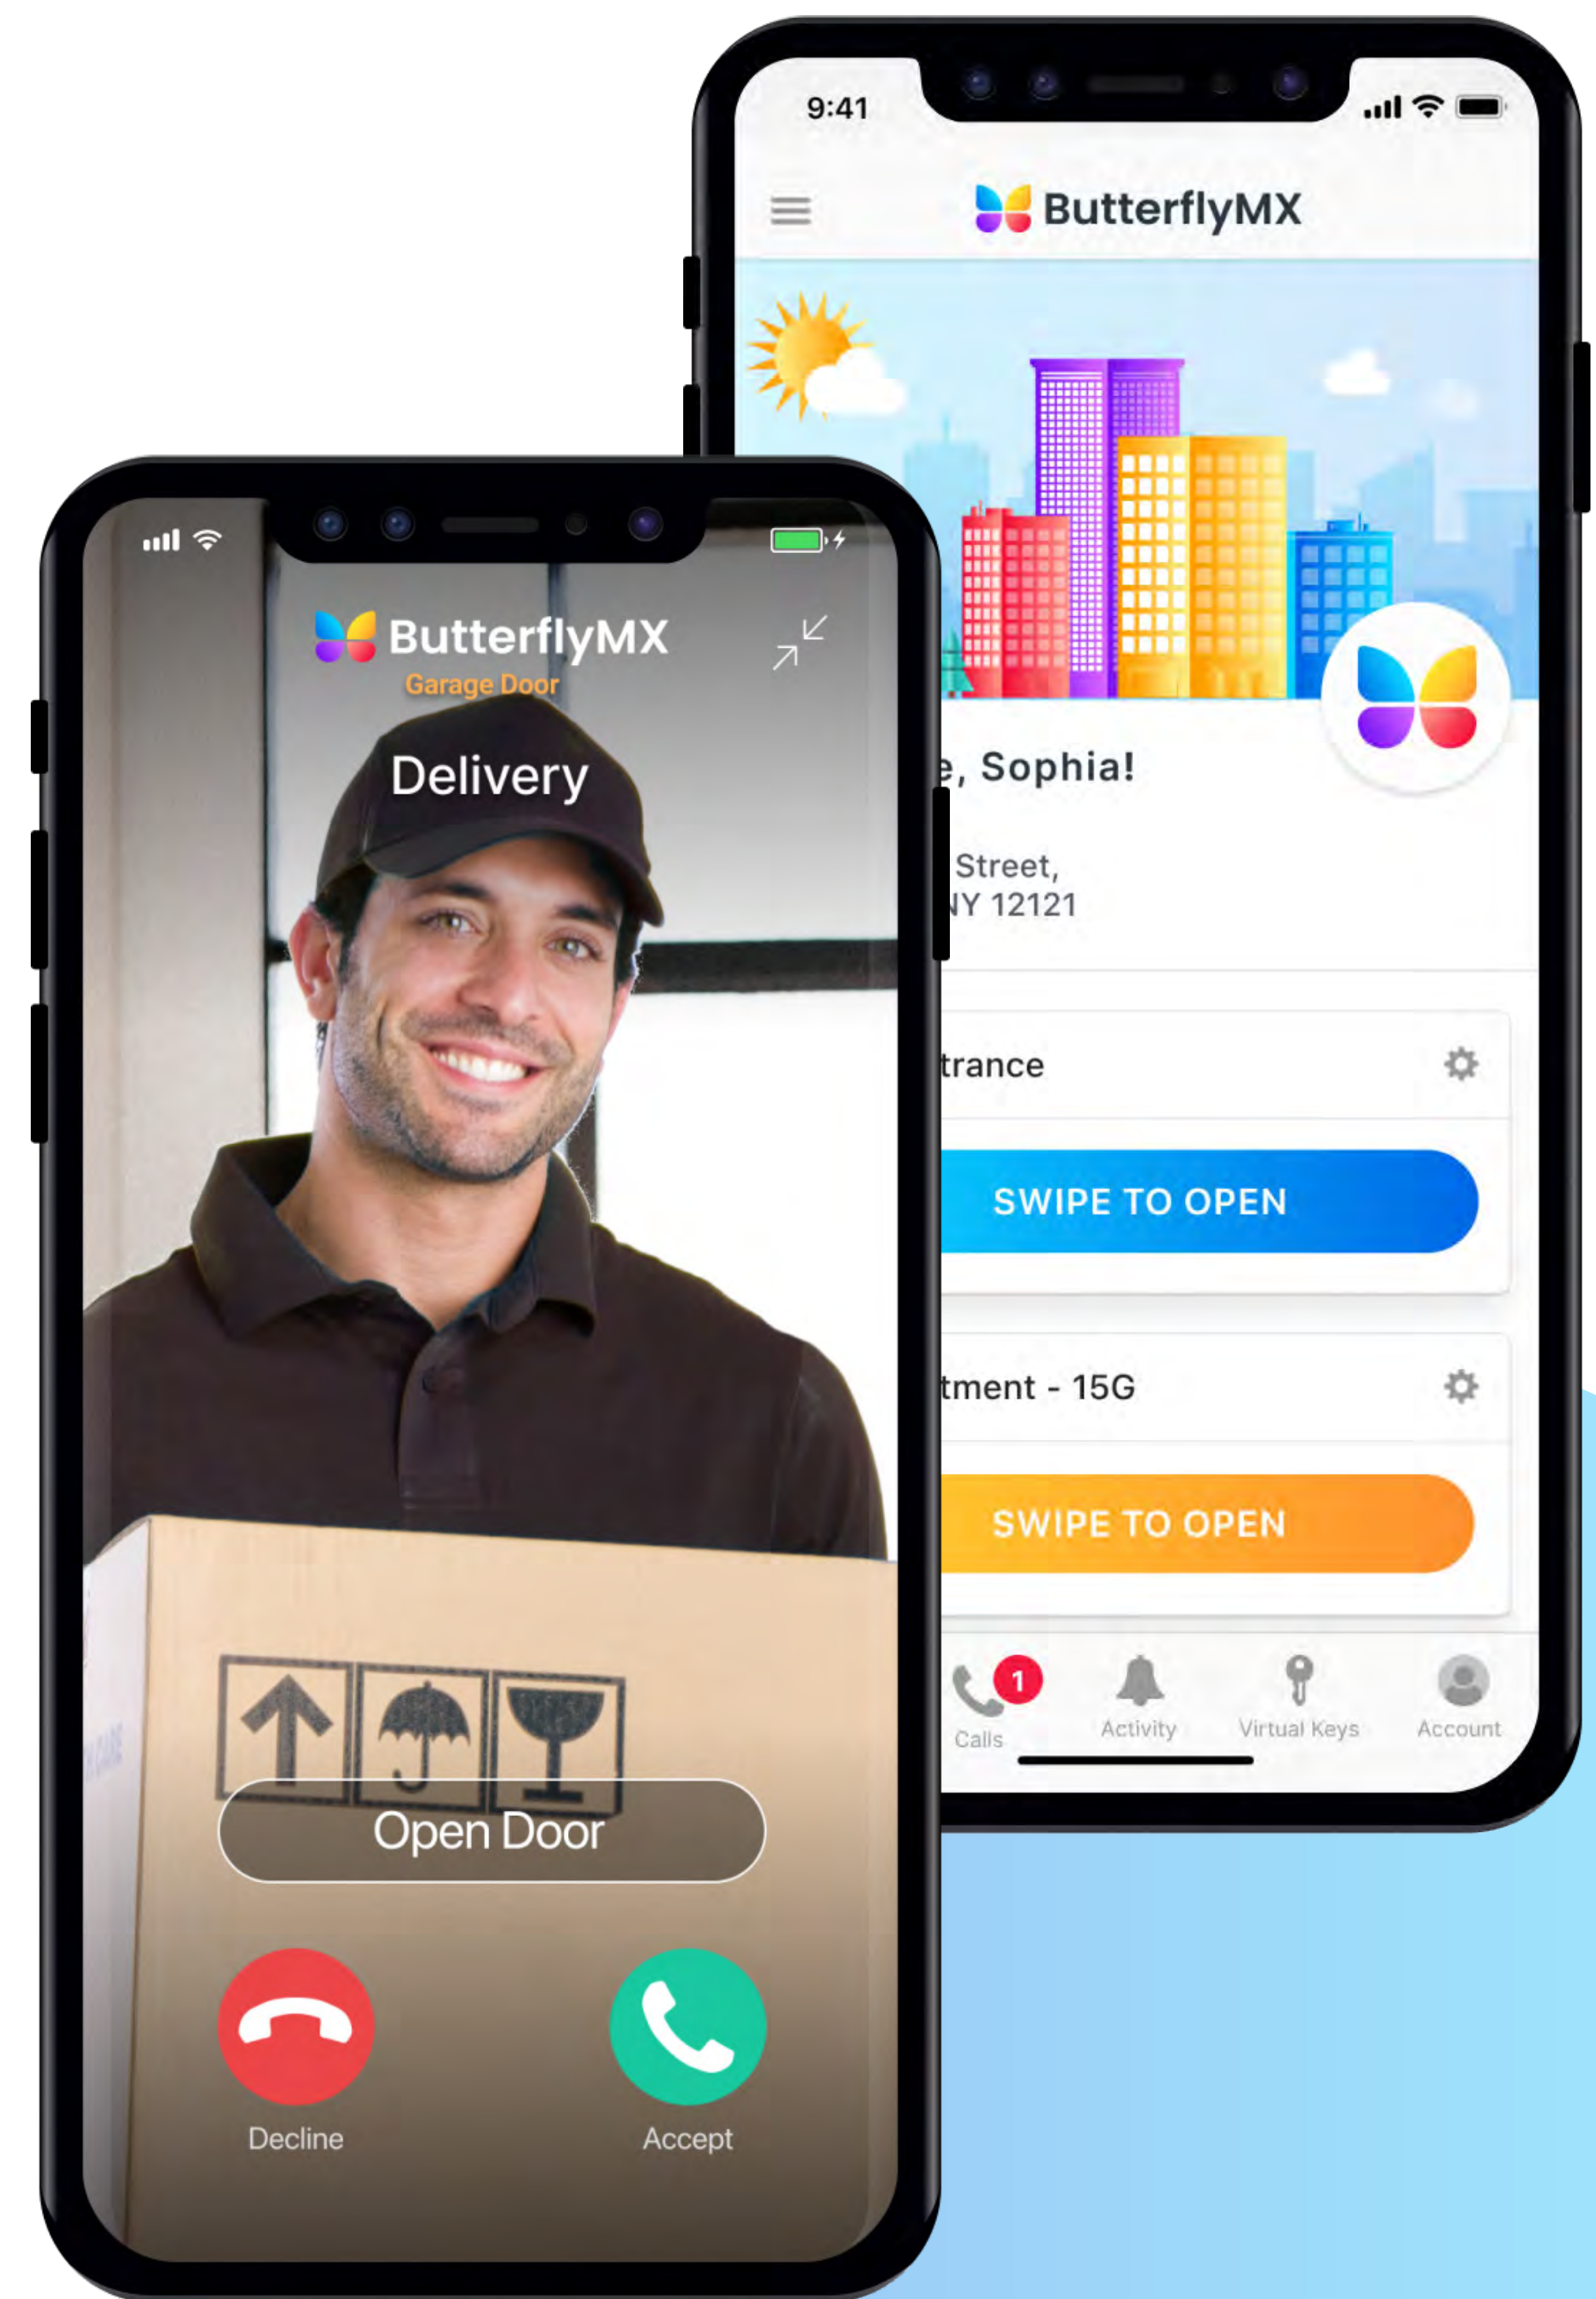 9:41
ButterflyMX
e, Sophia!
Street,
NY 12121
trance
SWIPE TO OPEN
tment - 15G
SWIPE TO OPEN
1
Calls
Activity
Virtual Keys
Account
ButterflyMX
Garage Door
Delivery
Open Door
Decline
Accept